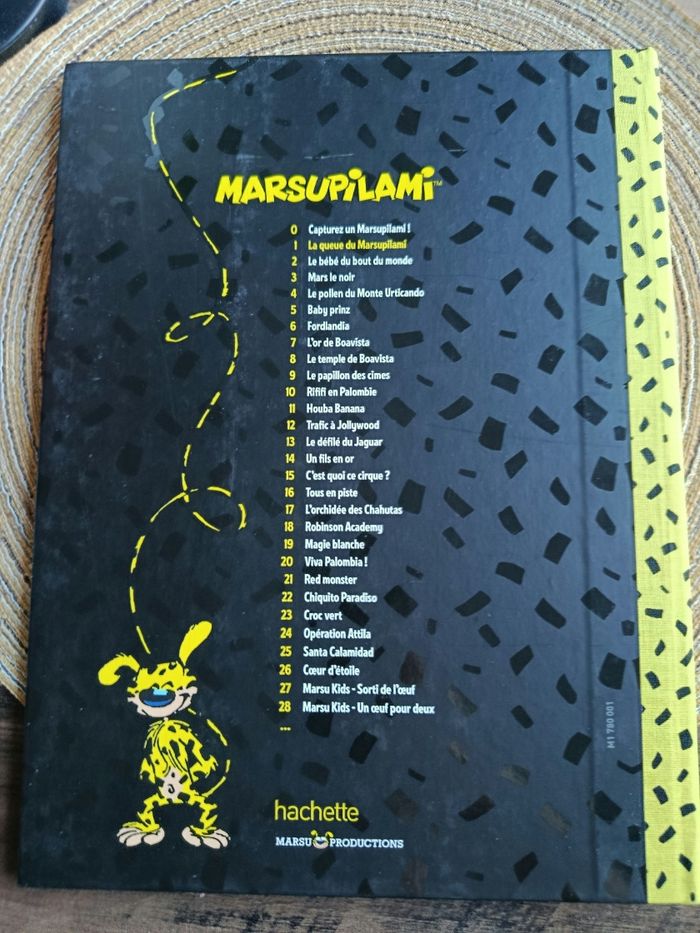 MARSUPILAMI™
0 Capturez un Marsupilami !
1 La queue du Marsupilami
2 Le bébé du bout du monde
3 Mars le noir
4 Le pollen du Monte Urticando
5 Baby prinz
6 Fordlandia
7 L'or de Boavista
8 Le temple de Boavista
9 Le papillon des cimes
10 Rififi en Palombie
11 Houba Banana
12 Trafic à Jollywood
13 Le défilé du Jaguar
14 Un fils en or
15 C'est quoi ce cirque ?
16 Tous en piste
17 L'orchidée des Chahutas
18 Robinson Academy
19 Magie blanche
20 Viva Palombia !
21 Red monster
22 Chiquito Paradiso
23 Croc vert
24 Opération Attila
25 Santa Calamidad
26 Cœur d'étoile
27 Marsu Kids - Sorti de l'œuf
28 Marsu Kids - Un œuf pour deux
...
M1 780 001
hachette
MARSU PRODUCTIONS